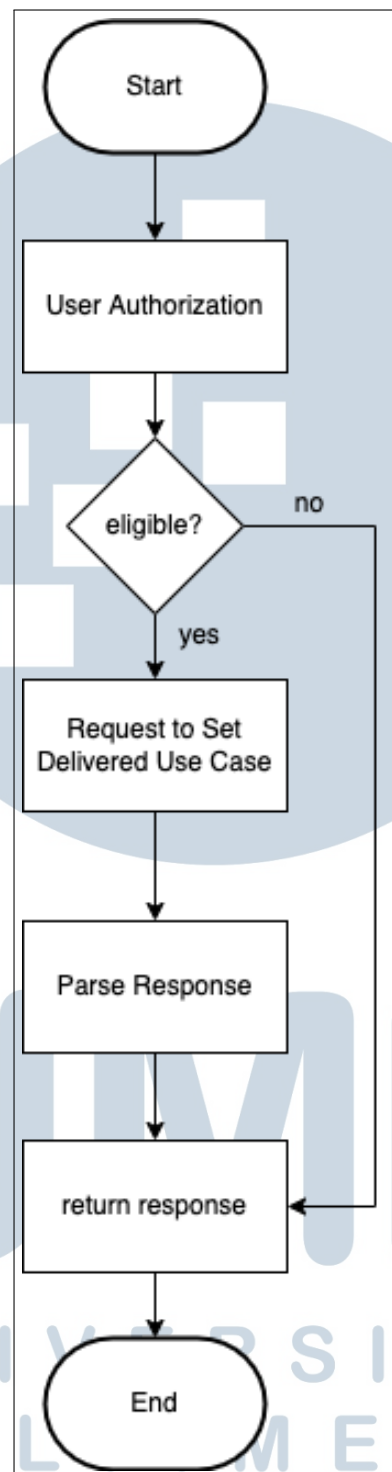 Start
User Authorization
eligible?
no
yes
Request to Set
Delivered Use Case
Parse Response
return response
End